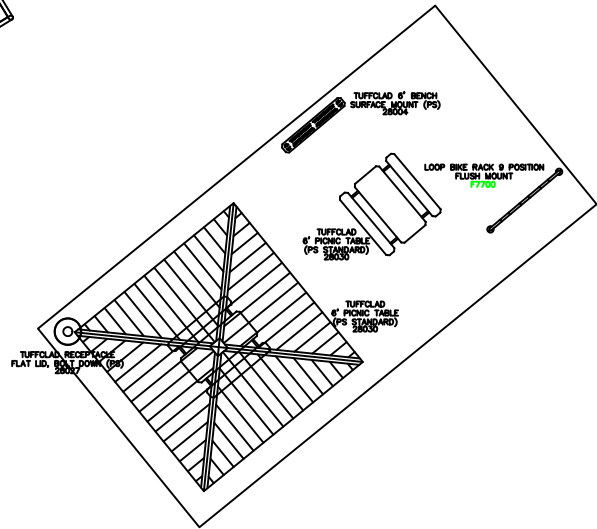 TUFFCLAD 6' BENCH
SURFACE MOUNT (PS)
28004
LOOP BIKE RACK 9 POSITION
FLUSH MOUNT
F7700
TUFFCLAD
6' PICNIC TABLE
(PS STANDARD)
28030
TUFFCLAD
6' PICNIC TABLE
(PS STANDARD)
28030
TUFFCLAD RECEPTACLE
FLAT LID, BOLT DOWN (PS)